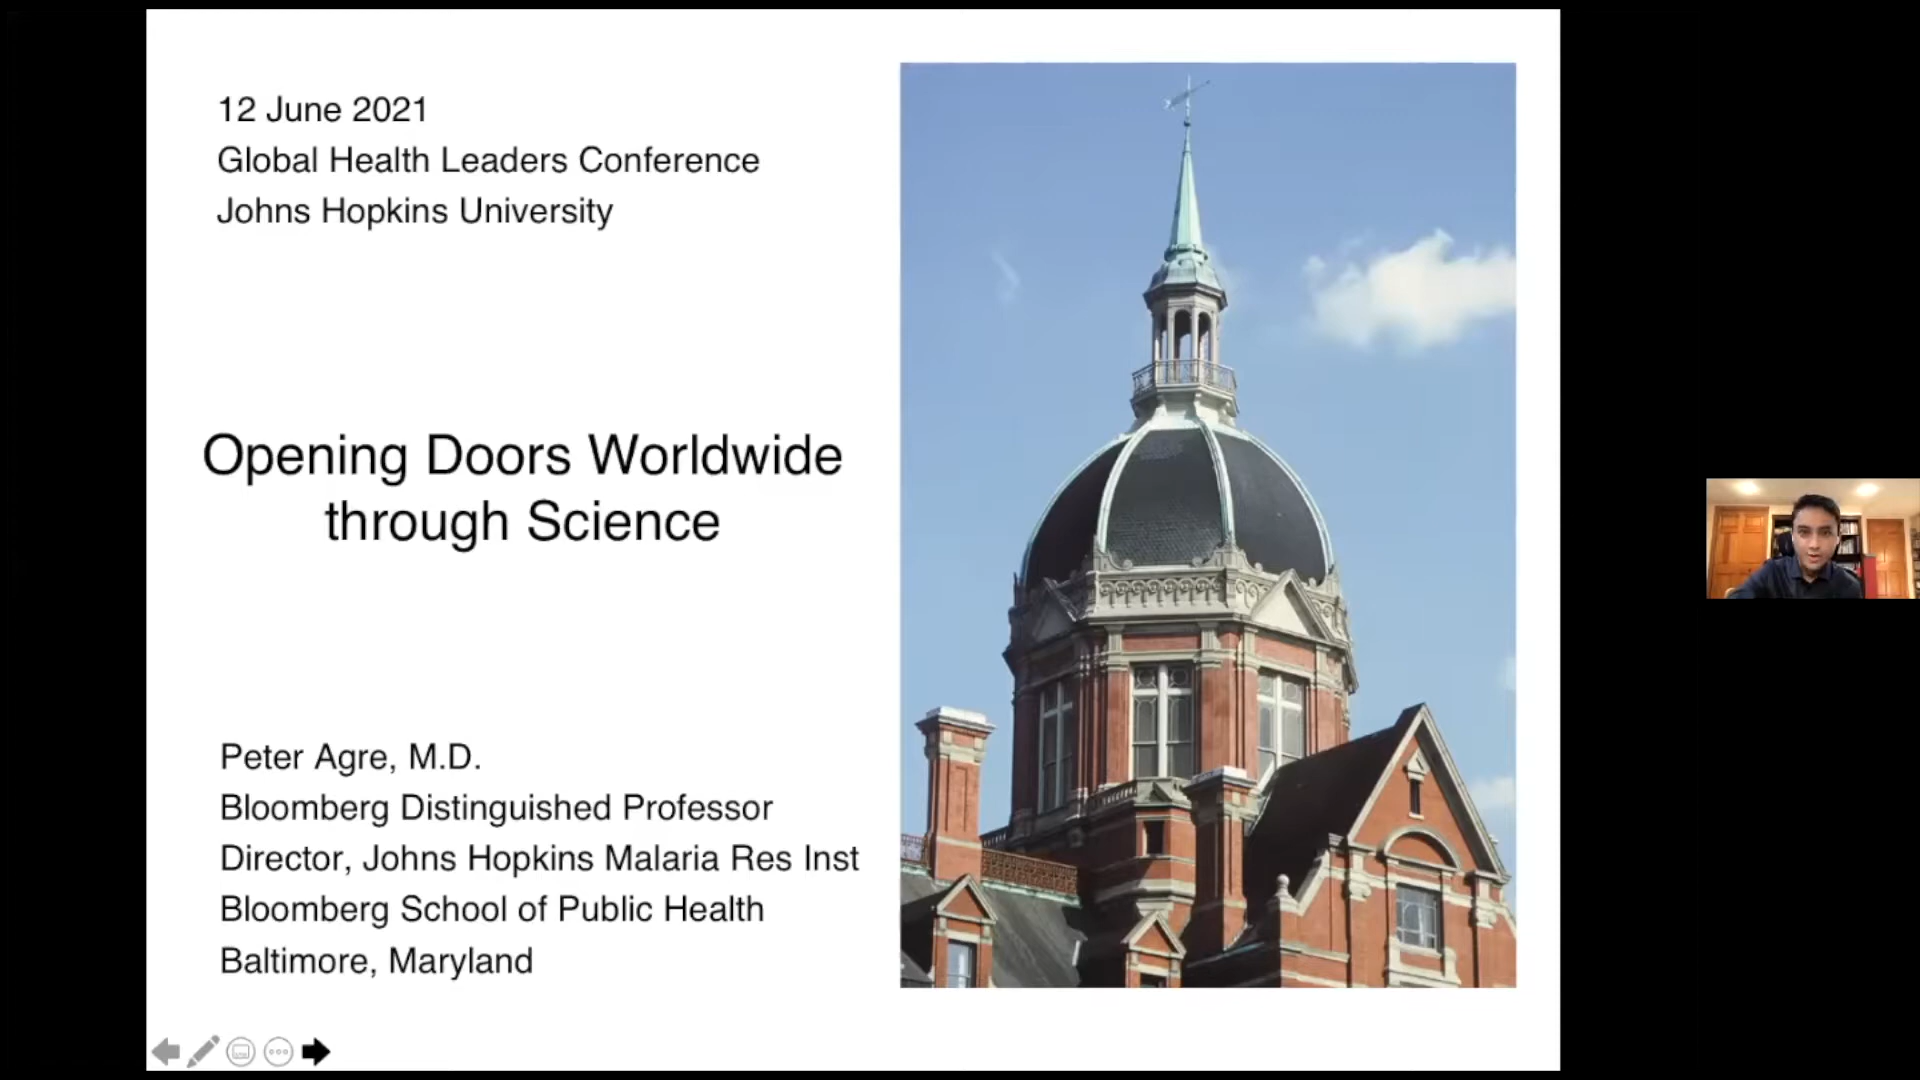 12 June 2021
Global Health Leaders Conference
Johns Hopkins University
Opening Doors Worldwide
through Science
Peter Agre, M.D.
Bloomberg Distinguished Professor
Director, Johns Hopkins Malaria Res Inst
Bloomberg School of Public Health
Baltimore, Maryland